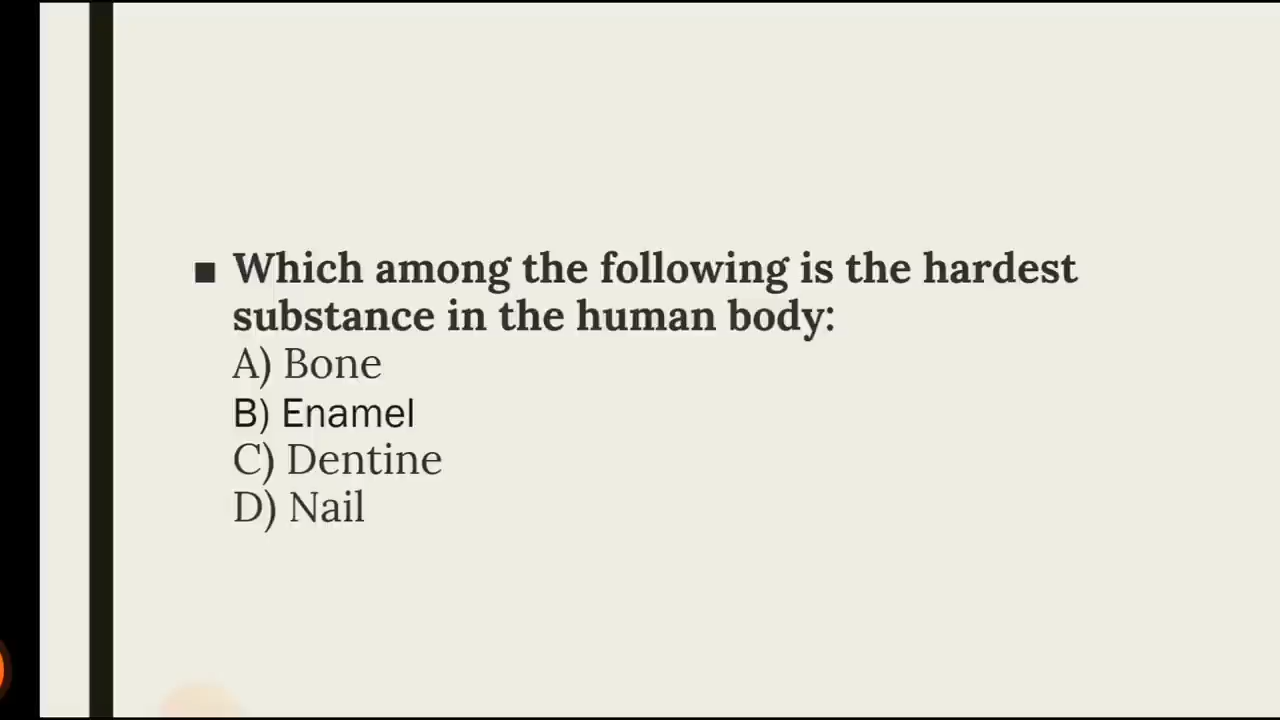 ■ Which among the following is the hardest
substance in the human body:
A) Bone
B) Enamel
C) Dentine
D) Nail